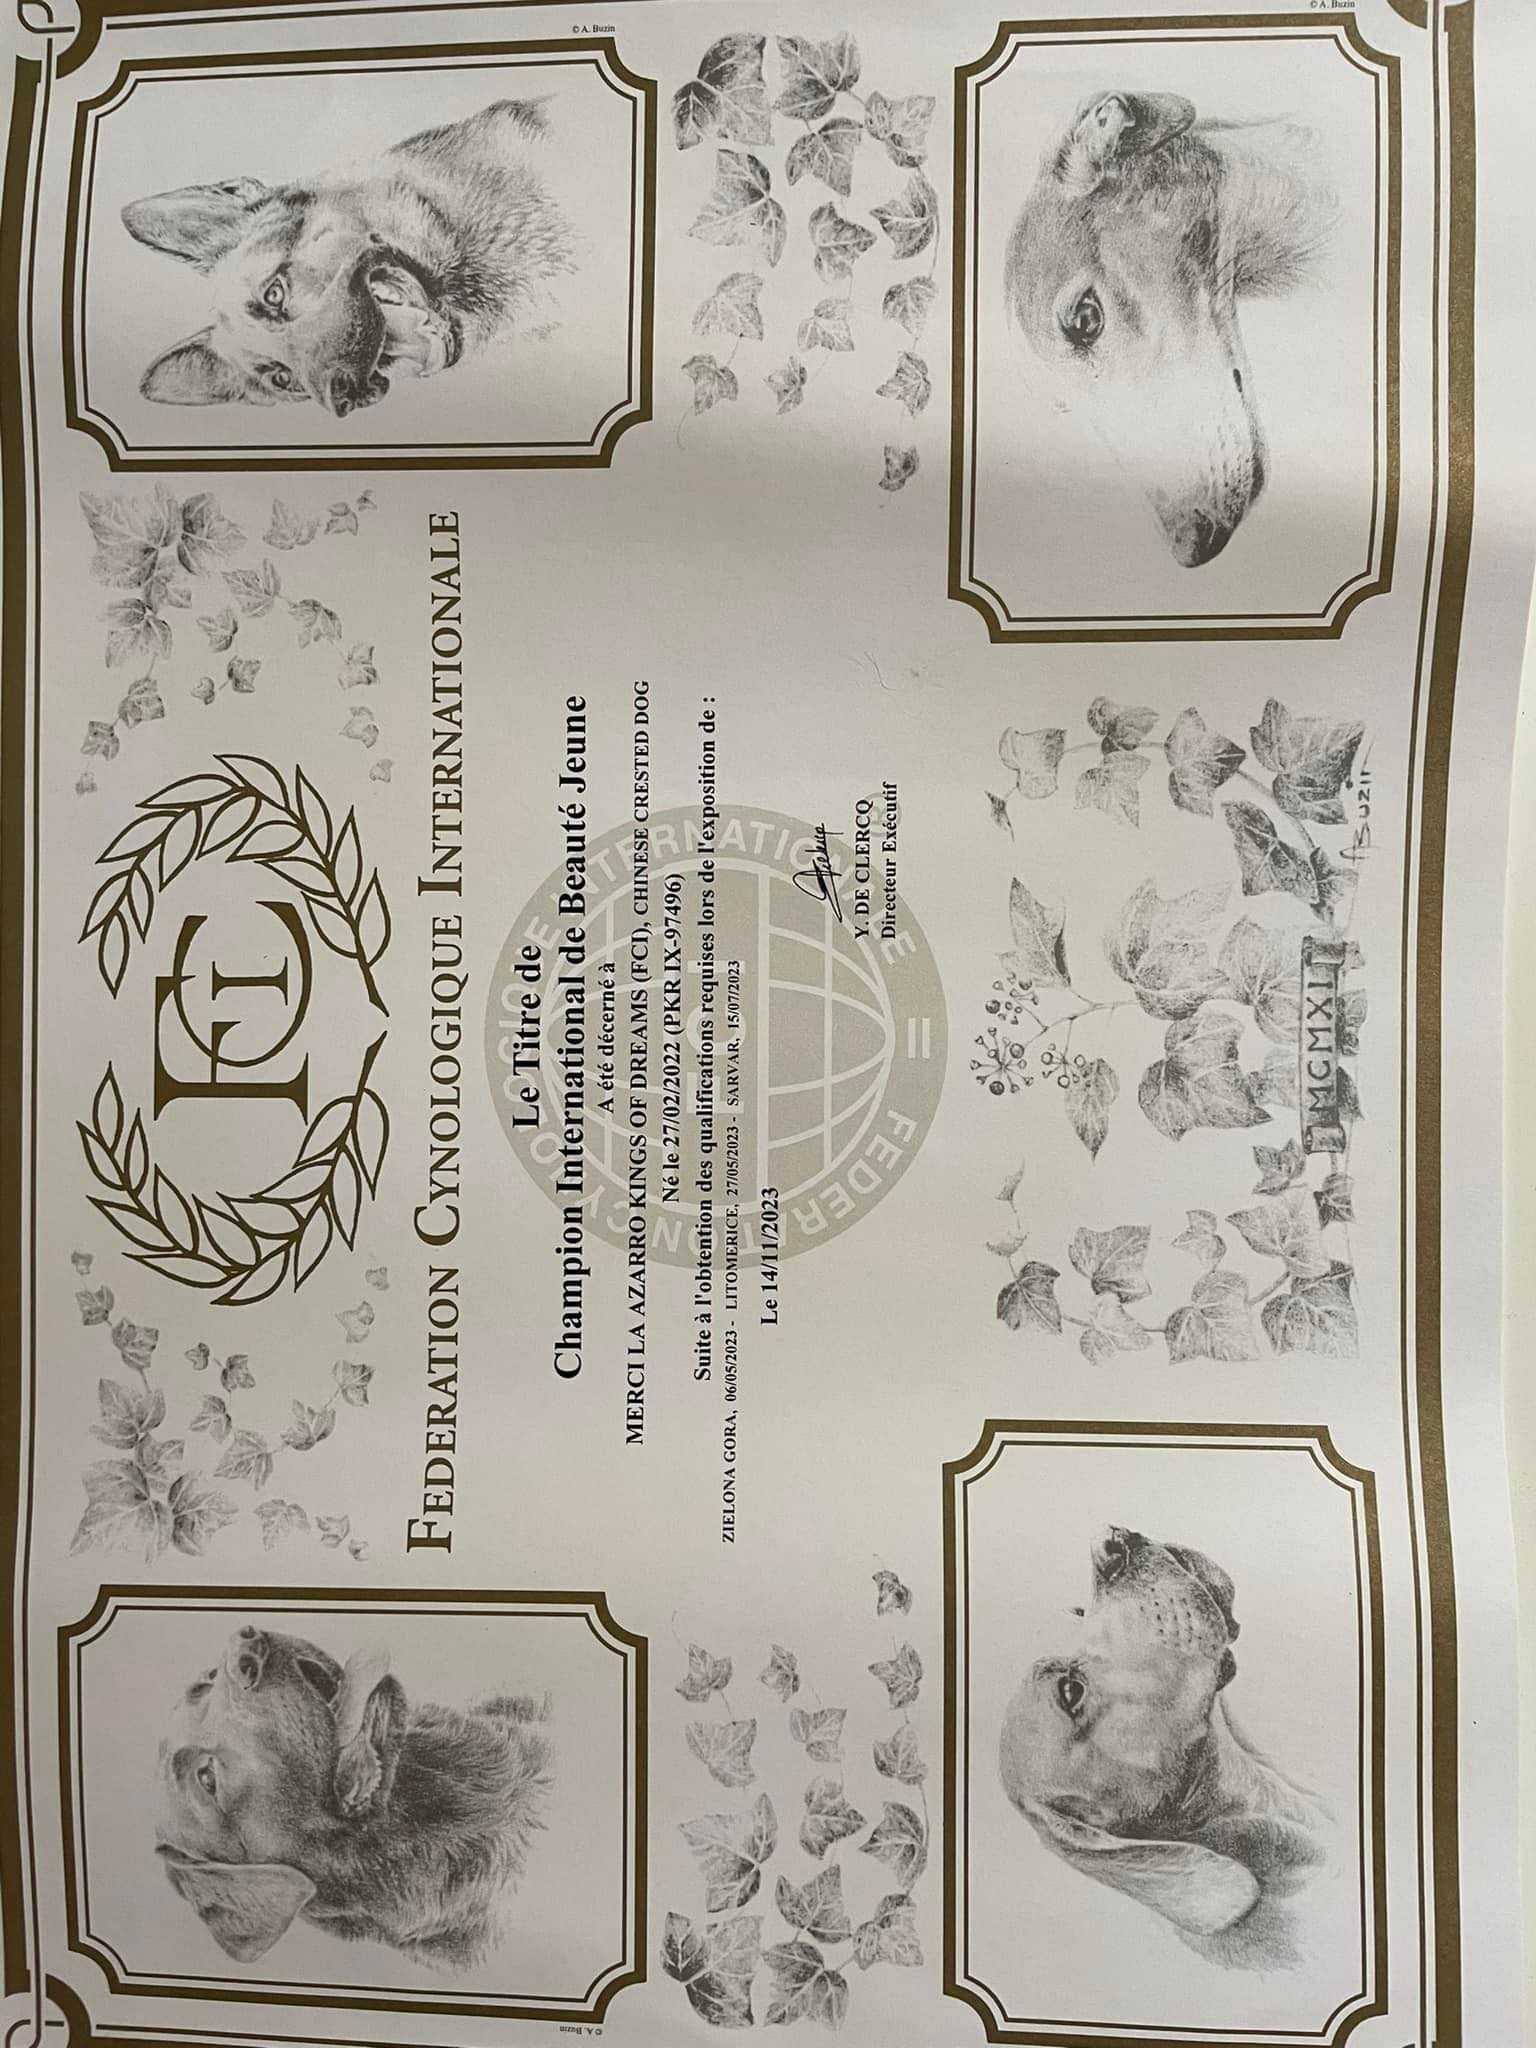 FCI
FEDERATION CYNOLOGIQUE INTERNATIONALE
Le Titre de
Champion International de Beauté Jeune
A été décerné à
MERCI LA AZARRO KINGS OF DREAMS (FCI), CHINESE CRESTED DOG
Né le 27/02/2022 (PKR IX-97496)
Suite à l'obtention des qualifications requises lors de l'exposition de :
ZIELONA GORA, 06/05/2023 - LITOMERICE, 27/05/2023 - SARVAR, 15/07/2023
Le 14/11/2023
Y. DE CLERCQ
Directeur Exécutif
FEDERATION CYNOLOGIQUE INTERNATIONALE
FCI
®
MCMXI
ABuzin
© A. Buzin
© A. Buzin
© A. Buzin